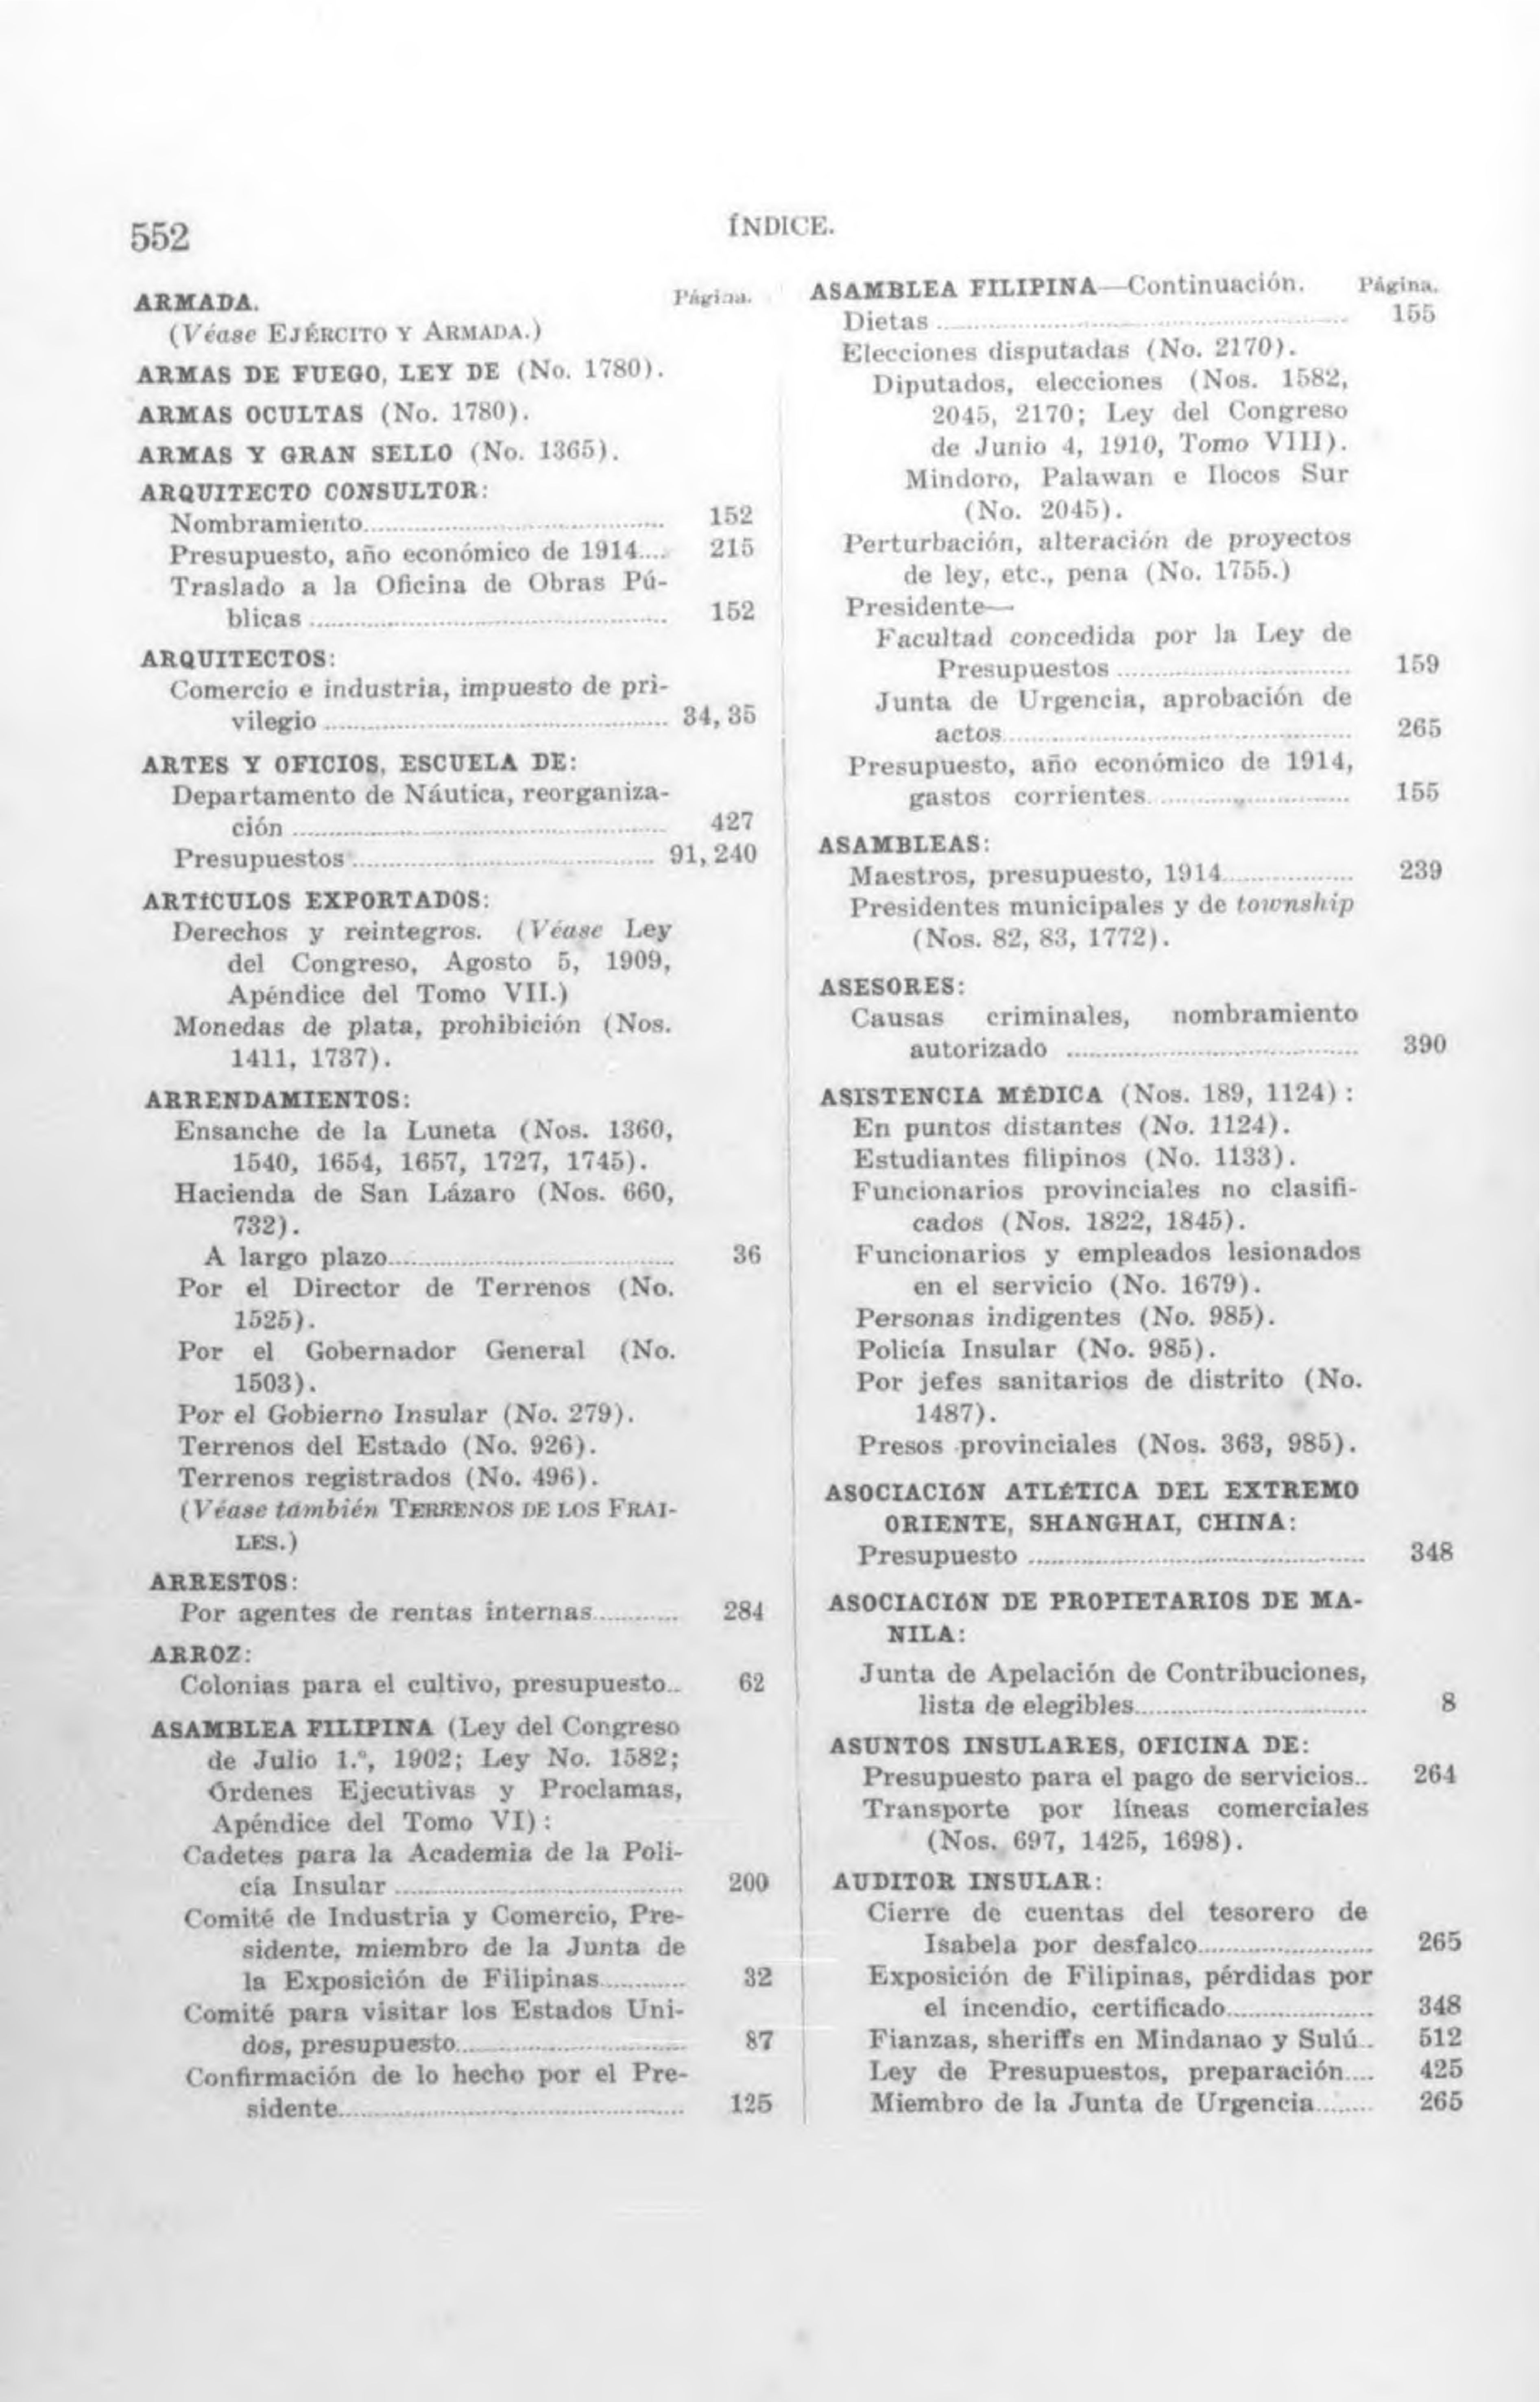 552
ÍNDICE.
Página.
ARMADA.
(Véase EJÉRCITO Y ARMADA.)
ARMAS DE FUEGO, LEY DE (No. 1780).
ARMAS OCULTAS (No. 1780).
ARMAS Y GRAN SELLO (No. 1365).
ARQUITECTO CONSULTOR:
Nombramiento.......... 152
Presupuesto, año económico de 1914.... 215
Traslado a la Oficina de Obras Pú-
blicas .......... 152
ARQUITECTOS:
Comercio e industria, impuesto de pri-
vilegio .......... 34, 35
ARTES Y OFICIOS, ESCUELA DE:
Departamento de Náutica, reorganiza-
ción .......... 427
Presupuestos .......... 91, 240
ARTÍCULOS EXPORTADOS:
Derechos y reintegros. (Véase Ley
del Congreso, Agosto 5, 1909,
Apéndice del Tomo VII.)
Monedas de plata, prohibición (Nos.
1411, 1737).
ARRENDAMIENTOS:
Ensanche de la Luneta (Nos. 1360,
1540, 1654, 1657, 1727, 1745).
Hacienda de San Lázaro (Nos. 660,
732).
A largo plazo.......... 36
Por el Director de Terrenos (No.
1525).
Por el Gobernador General (No.
1503).
Por el Gobierno Insular (No. 279).
Terrenos del Estado (No. 926).
Terrenos registrados (No. 496).
(Véase también TERRENOS DE LOS FRAI-
LES.)
ARRESTOS:
Por agentes de rentas internas.......... 284
ARROZ:
Colonias para el cultivo, presupuesto.. 62
ASAMBLEA FILIPINA (Ley del Congreso
de Julio 1.º, 1902; Ley No. 1582;
Órdenes Ejecutivas y Proclamas,
Apéndice del Tomo VI):
Cadetes para la Academia de la Poli-
cía Insular .......... 200
Comité de Industria y Comercio, Pre-
sidente, miembro de la Junta de
la Exposición de Filipinas.......... 32
Comité para visitar los Estados Uni-
dos, presupuesto.......... 87
Confirmación de lo hecho por el Pre-
sidente.......... 125
ASAMBLEA FILIPINA—Continuación. Página.
Dietas .......... 155
Elecciones disputadas (No. 2170).
Diputados, elecciones (Nos. 1582,
2045, 2170; Ley del Congreso
de Junio 4, 1910, Tomo VIII).
Mindoro, Palawan e Ilocos Sur
(No. 2045).
Perturbación, alteración de proyectos
de ley, etc., pena (No. 1755.)
Presidente—
Facultad concedida por la Ley de
Presupuestos .......... 159
Junta de Urgencia, aprobación de
actos.......... 265
Presupuesto, año económico de 1914,
gastos corrientes.......... 155
ASAMBLEAS:
Maestros, presupuesto, 1914.......... 239
Presidentes municipales y de township
(Nos. 82, 83, 1772).
ASESORES:
Causas criminales, nombramiento
autorizado .......... 390
ASISTENCIA MÉDICA (Nos. 189, 1124):
En puntos distantes (No. 1124).
Estudiantes filipinos (No. 1133).
Funcionarios provinciales no clasifi-
cados (Nos. 1822, 1845).
Funcionarios y empleados lesionados
en el servicio (No. 1679).
Personas indigentes (No. 985).
Policía Insular (No. 985).
Por jefes sanitarios de distrito (No.
1487).
Presos provinciales (Nos. 363, 985).
ASOCIACIÓN ATLÉTICA DEL EXTREMO
ORIENTE, SHANGHAI, CHINA:
Presupuesto .......... 348
ASOCIACIÓN DE PROPIETARIOS DE MA-
NILA:
Junta de Apelación de Contribuciones,
lista de elegibles.......... 8
ASUNTOS INSULARES, OFICINA DE:
Presupuesto para el pago de servicios.. 264
Transporte por líneas comerciales
(Nos. 697, 1425, 1698).
AUDITOR INSULAR:
Cierre de cuentas del tesorero de
Isabela por desfalco.......... 265
Exposición de Filipinas, pérdidas por
el incendio, certificado.......... 348
Fianzas, sheriffs en Mindanao y Sulú.. 512
Ley de Presupuestos, preparación.... 425
Miembro de la Junta de Urgencia........ 265